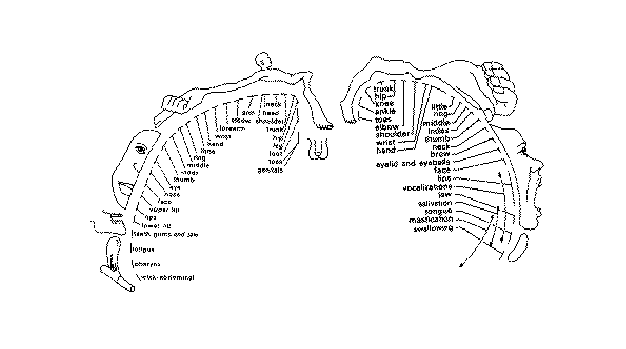 neck
head
arm
shoulder
elbow
trunk
forearm
hip
wrist
leg
hand
foot
little
toes
ring
genitals
middle
index
thumb
eye
nose
face
upper lip
lips
lower lip
teeth, gums, and jaw
tongue
pharynx
intra-abdominal
trunk
hip
knee
ankle
toes
elbow
shoulder
wrist
hand
little
ring
middle
index
thumb
neck
brow
eyelid and eyeballs
face
lips
vocalizations
jaw
salivation
tongue
mastication
swallowing